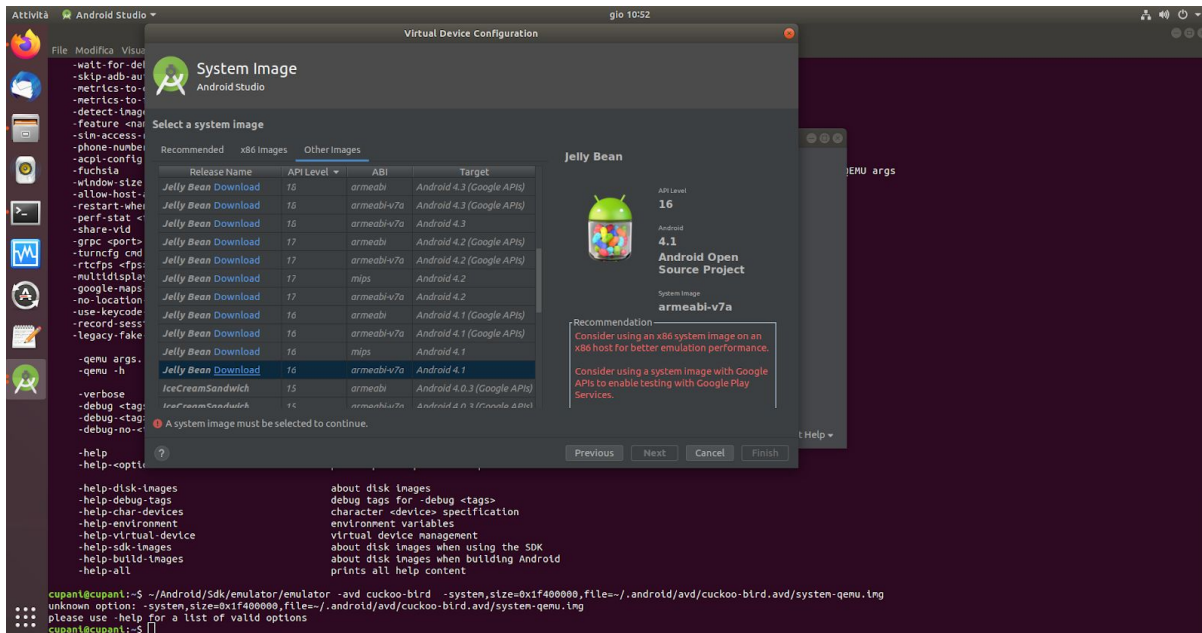 Attività Android Studio gio 10:52
Virtual Device Configuration
File Modifica Visua
System Image
Android Studio
-wait-for-de
-skip-adb-au
-metrics-to-
-metrics-to-
-detect-imag
-feature <na
-sim-access-
-phone-numbe
-acpi-config
-fuchsia
-window-size
-allow-host-
-restart-whe
-perf-stat <
-share-vid
-grpc <port>
-turncfg cmd
-rtcfps <fps
-multidisplay
-google-maps
-no-location
-use-keycode
-record-sess
-legacy-fake
-qemu args.
-qemu -h
-verbose
-debug <tags
-debug-<tag>
-debug-no-<
-help
-help-<optio
QEMU args
Select a system image
Recommended x86 Images Other Images
Release Name API Level ABI Target
Jelly Bean Download 18 armeabi Android 4.3 (Google APIs)
Jelly Bean Download 18 armeabi-v7a Android 4.3 (Google APIs)
Jelly Bean Download 18 armeabi-v7a Android 4.3
Jelly Bean Download 17 armeabi Android 4.2 (Google APIs)
Jelly Bean Download 17 armeabi-v7a Android 4.2 (Google APIs)
Jelly Bean Download 17 mips Android 4.2
Jelly Bean Download 17 armeabi-v7a Android 4.2
Jelly Bean Download 16 armeabi Android 4.1 (Google APIs)
Jelly Bean Download 16 armeabi-v7a Android 4.1 (Google APIs)
Jelly Bean Download 16 mips Android 4.1
Jelly Bean Download 16 armeabi-v7a Android 4.1
IceCreamSandwich 15 armeabi Android 4.0.3 (Google APIs)
IceCreamSandwich 15 armeabi-v7a Android 4.0.3 (Google APIs)
Jelly Bean
API Level
16
Android
4.1
Android Open
Source Project
System Image
armeabi-v7a
Recommendation
Consider using an x86 system image on an
x86 host for better emulation performance.
Consider using a system image with Google
APIs to enable testing with Google Play
Services.
A system image must be selected to continue.
? Previous Next Cancel Finish
t Help
-help-disk-images about disk images
-help-debug-tags debug tags for -debug <tags>
-help-char-devices character <device> specification
-help-environment environment variables
-help-virtual-device virtual device management
-help-sdk-images about disk images when using the SDK
-help-build-images about disk images when building Android
-help-all prints all help content
cupani@cupani:~$ ~/Android/Sdk/emulator/emulator -avd cuckoo-bird -system,size=0x1f400000,file=~/.android/avd/cuckoo-bird.avd/system-qemu.img
unknown option: -system,size=0x1f400000,file=~/.android/avd/cuckoo-bird.avd/system-qemu.img
please use -help for a list of valid options
cupani@cupani:~$